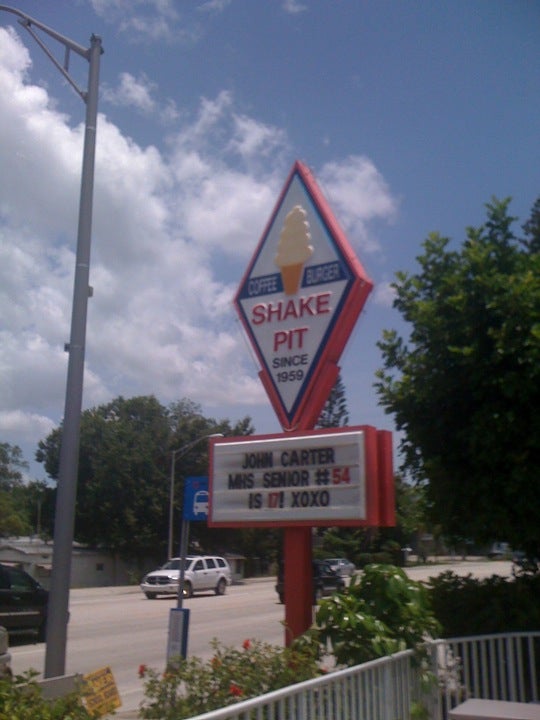 COFFEE BURGER
SHAKE
PIT
SINCE
1959
JOHN CARTER
MHS SENIOR #54
IS 17! XOXO